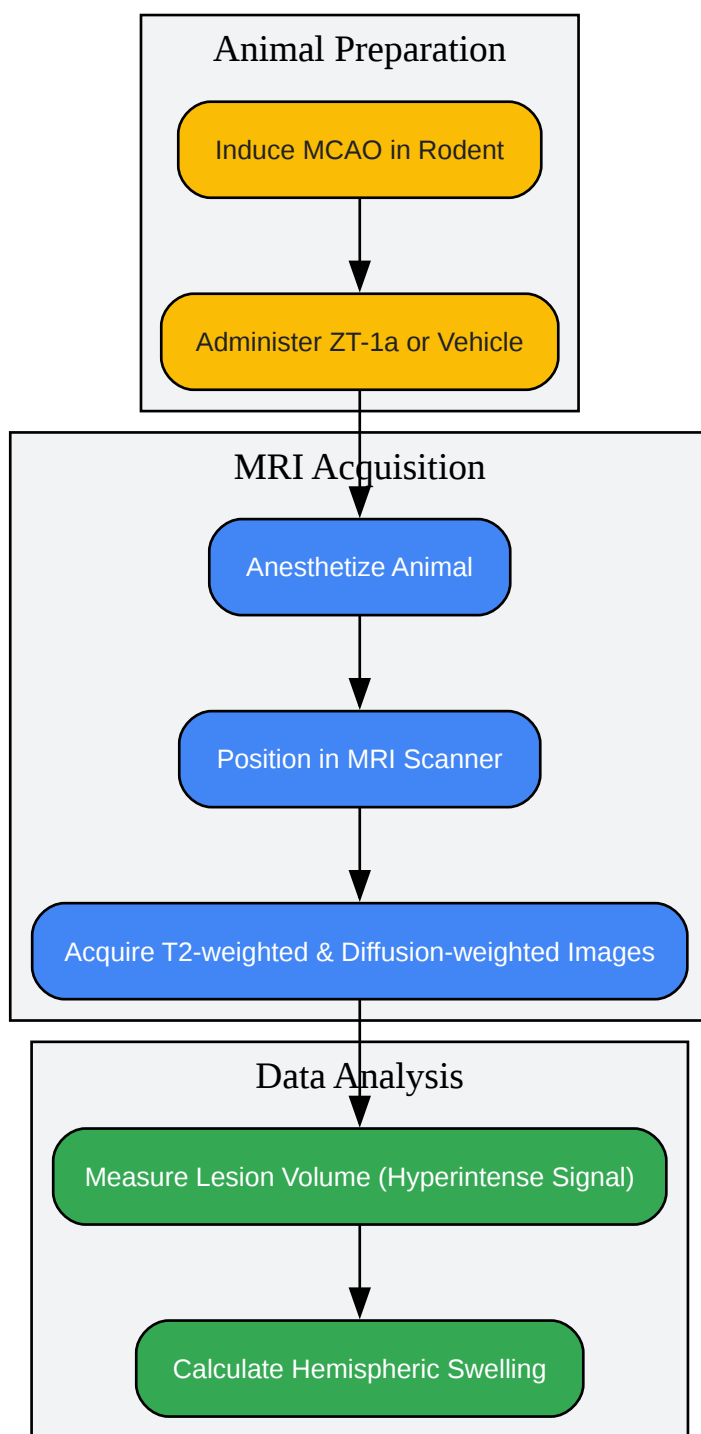 Animal Preparation
Induce MCAO in Rodent
Administer ZT-1a or Vehicle
MRI Acquisition
Anesthetize Animal
Position in MRI Scanner
Acquire T2-weighted & Diffusion-weighted Images
Data Analysis
Measure Lesion Volume (Hyperintense Signal)
Calculate Hemispheric Swelling